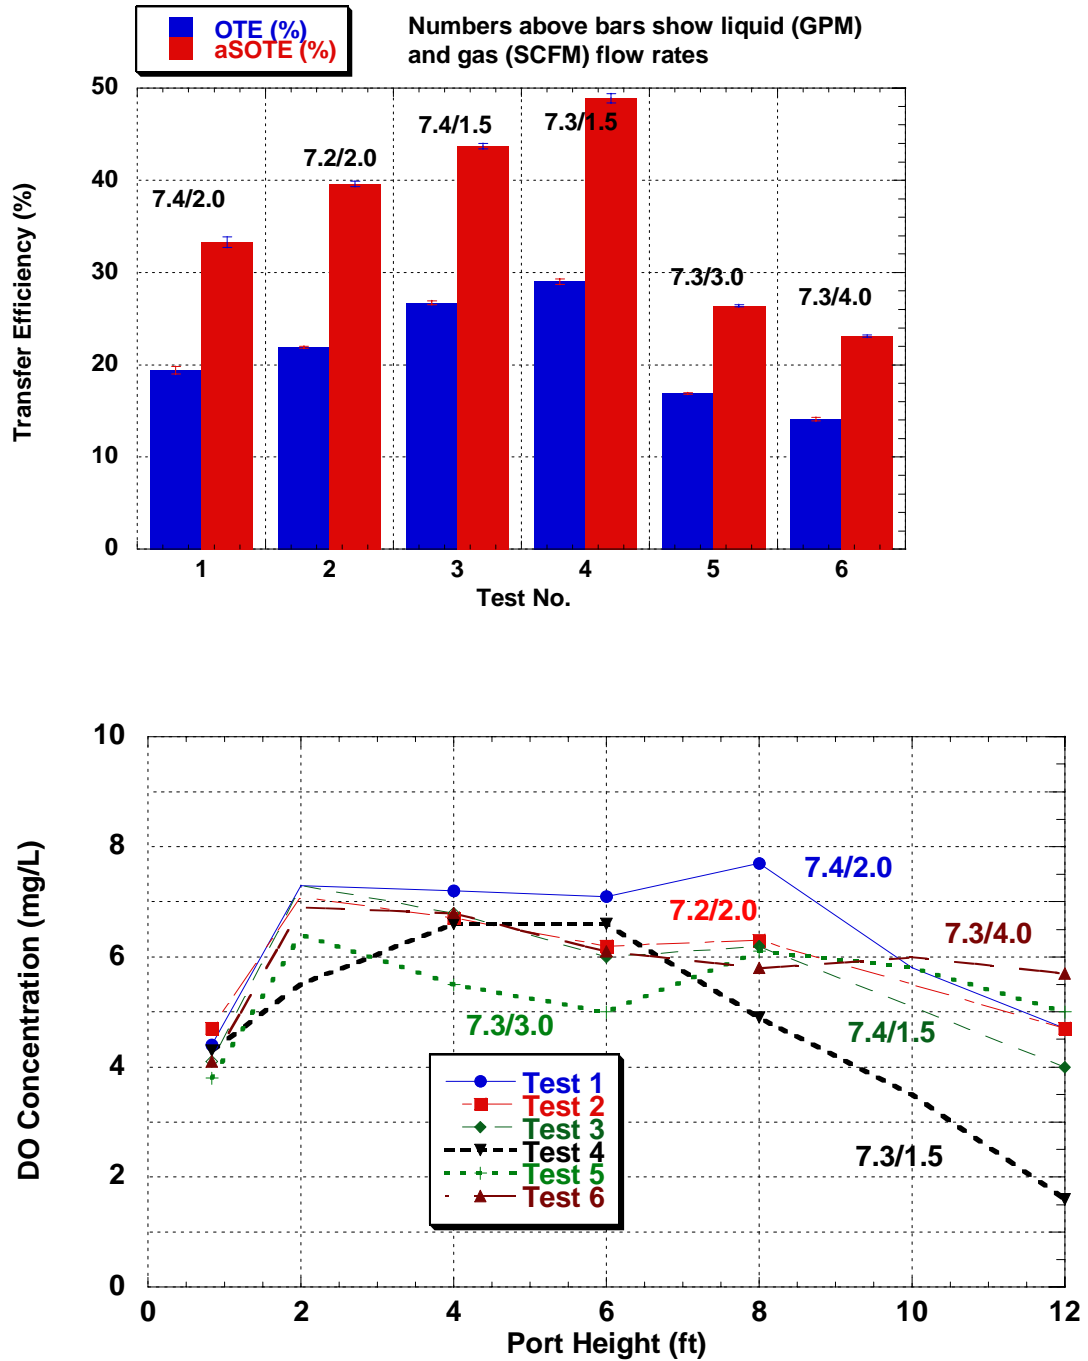 OTE (%)
aSOTE (%)
Numbers above bars show liquid (GPM)
and gas (SCFM) flow rates
Transfer Efficiency (%)
50
40
30
20
10
0
7.4/2.0
7.2/2.0
7.4/1.5
7.3/1.5
7.3/3.0
7.3/4.0
1
2
3
4
5
6
Test No.
DO Concentration (mg/L)
10
8
6
4
2
0
7.4/2.0
7.2/2.0
7.3/4.0
7.3/3.0
7.4/1.5
7.3/1.5
Test 1
Test 2
Test 3
Test 4
Test 5
Test 6
0
2
4
6
8
10
12
Port Height (ft)